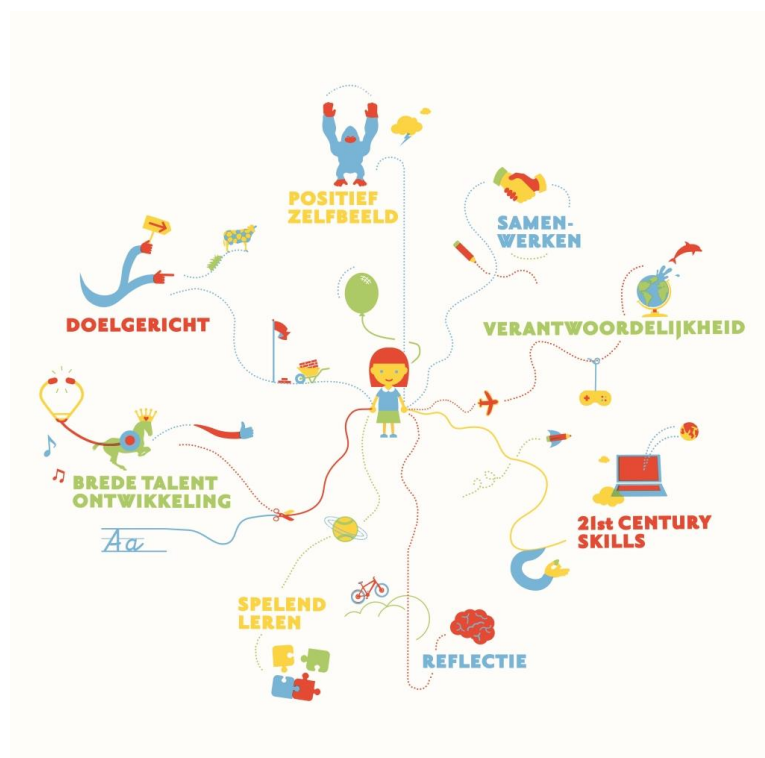 POSITIEF
ZELFBEELD
SAMEN-
WERKEN
DOELGERICHT
VERANTWOORDELIJKHEID
BREDE TALENT
ONTWIKKELING
Aa
21st CENTURY
SKILLS
SPELEND
LEREN
REFLECTIE